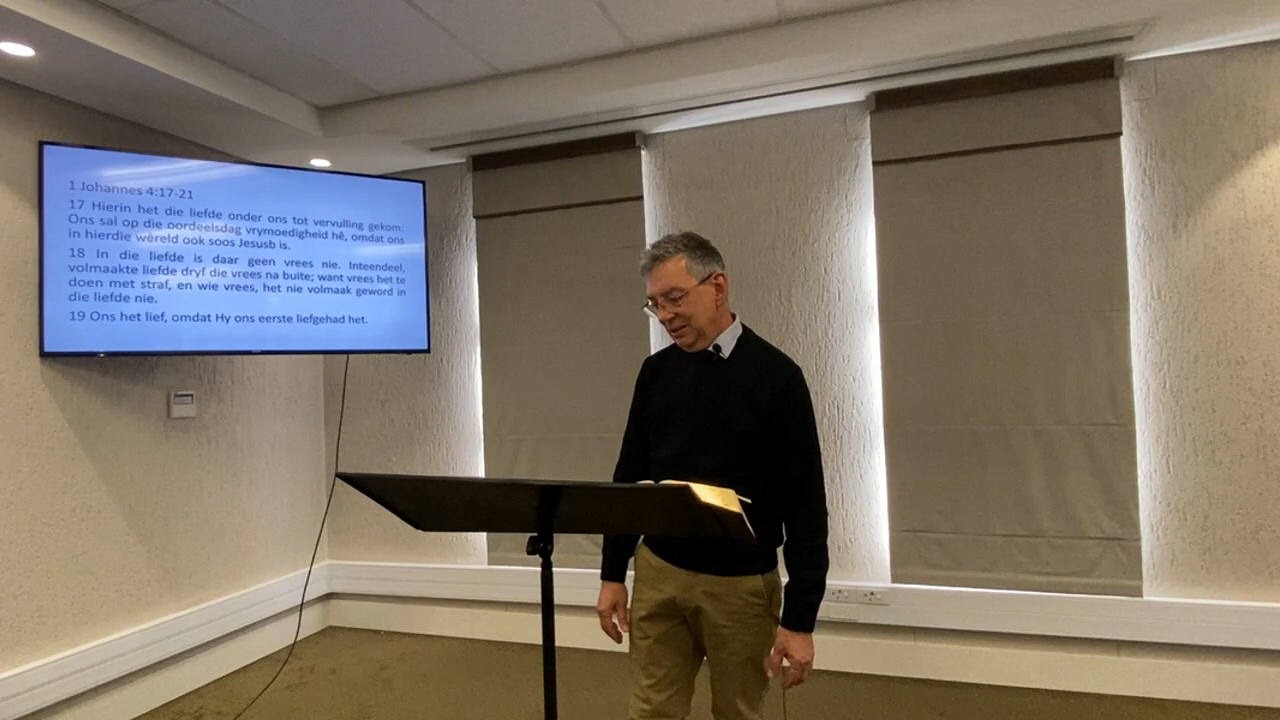 1 Johannes 4:17-21
17 Hierin het die liefde onder ons tot vervulling gekom:
Ons sal op die oordeelsdag vrymoedigheid hê, omdat ons
in hierdie wêreld ook soos Jesusb is.
18 In die liefde is daar geen vrees nie. Inteendeel,
volmaakte liefde dryf die vrees na buite; want vrees het te
doen met straf, en wie vrees, het nie volmaak geword in
die liefde nie.
19 Ons het lief, omdat Hy ons eerste liefgehad het.